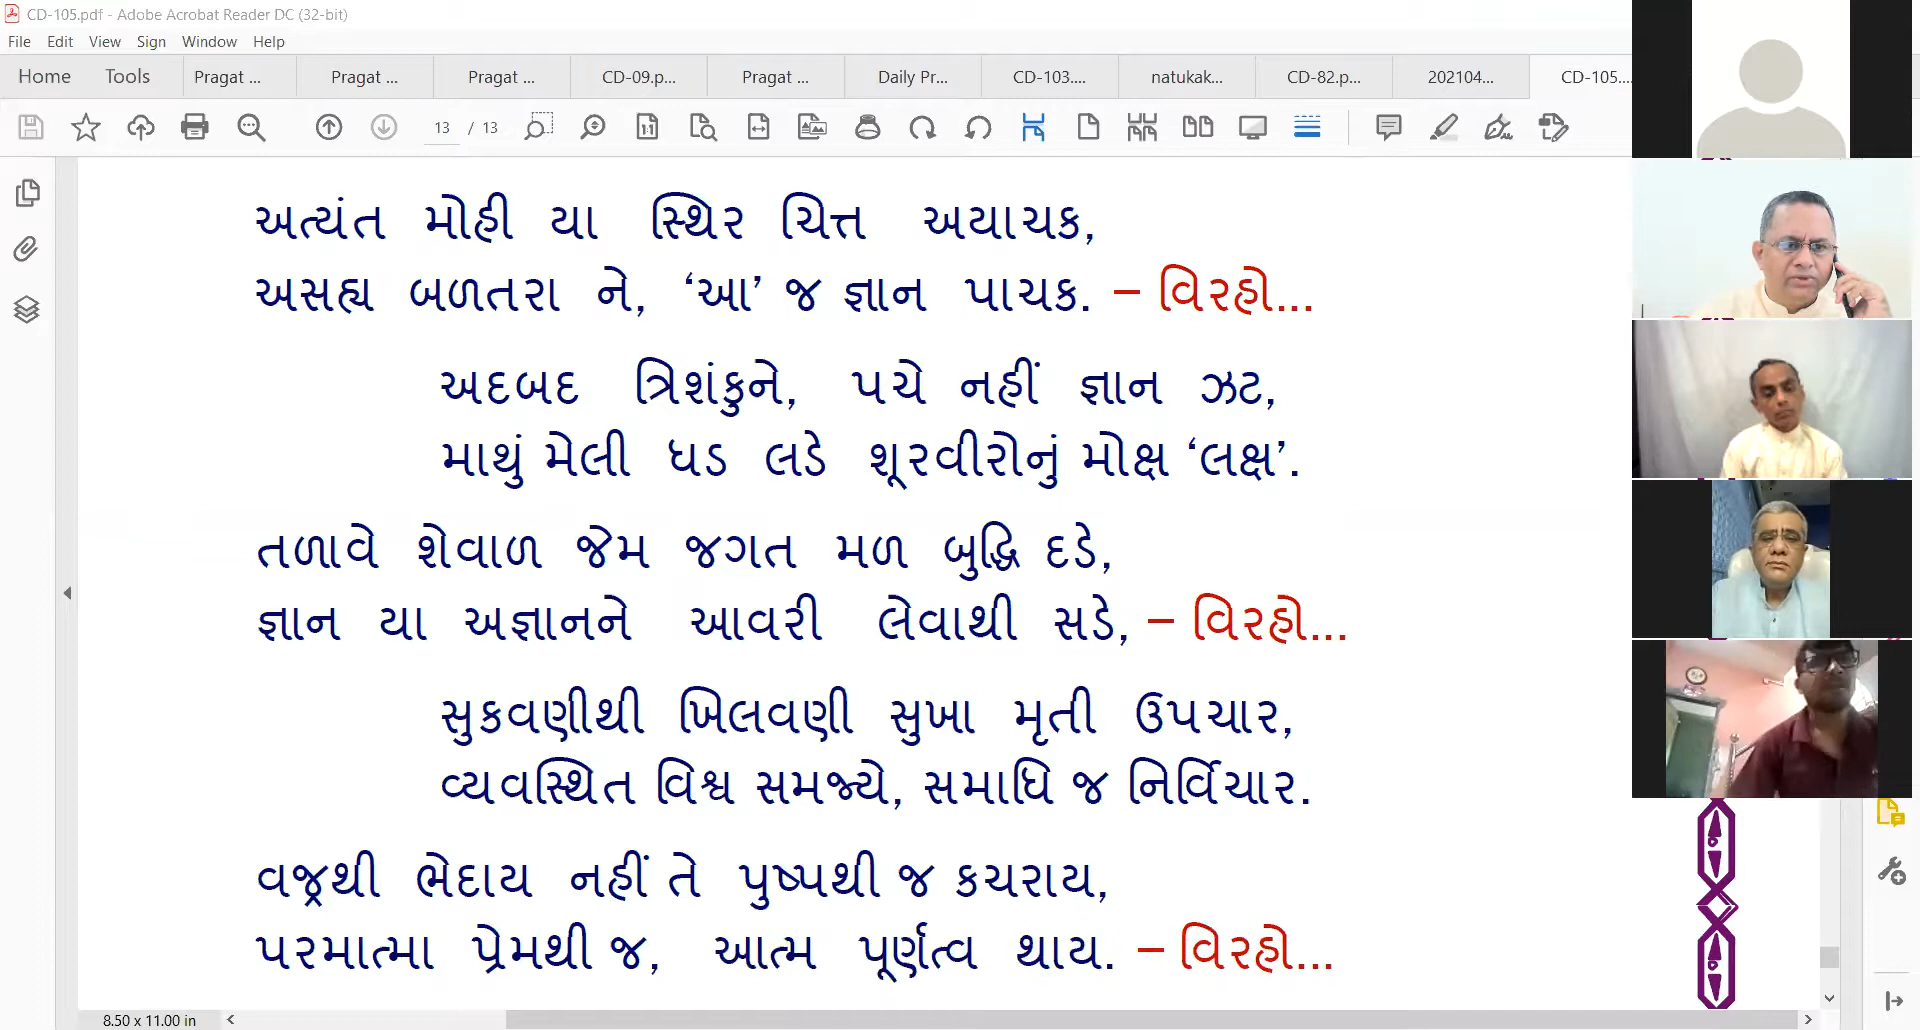 CD-105.pdf - Adobe Acrobat Reader DC (32-bit)
File Edit View Sign Window Help
Home Tools Pragat ... Pragat ... Pragat ... CD-09.p... Pragat ... Daily Pr... CD-103.... natukak... CD-82.p... 202104... CD-105....
13 / 13
અત્યંત મોહી યા સ્થિર ચિત્ત અયાચક,
અસહ્ય બળતરા ને, ‘આ’ જ જ્ઞાન પાચક. – વિરહો...
અદબદ ત્રિશંકુને, પચે નહીં જ્ઞાન ઝટ,
માથું મેલી ધડ લડે શૂરવીરોનું મોક્ષ ‘લક્ષ’.
તળાવે શેવાળ જેમ જગત મળ બુદ્ધિ દડે,
જ્ઞાન યા અજ્ઞાનને આવરી લેવાથી સડે, – વિરહો...
સુકવણીથી ખિલવણી સુખા મૃતી ઉપચાર,
વ્યવસ્થિત વિશ્વ સમજ્યે, સમાધિ જ નિર્વિચાર.
વજ્રથી ભેદાય નહીં તે પુષ્પથી જ કચરાય,
પરમાત્મા પ્રેમથી જ, આત્મ પૂર્ણત્વ થાય. – વિરહો...
8.50 x 11.00 in